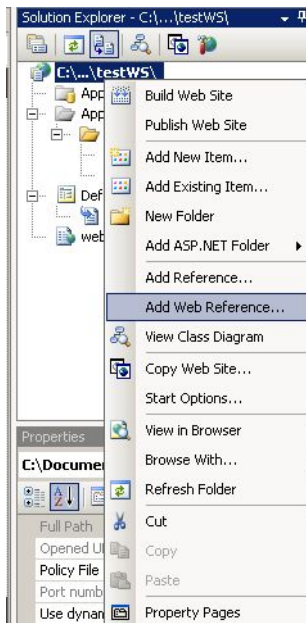 Solution Explorer - C:\...\testWS\
C:\...\testWS\
App
App
Def
web
Build Web Site
Publish Web Site
Add New Item...
Add Existing Item...
New Folder
Add ASP.NET Folder
Add Reference...
Add Web Reference...
View Class Diagram
Copy Web Site...
Start Options...
View in Browser
Browse With...
Refresh Folder
Cut
Copy
Paste
Property Pages
Properties
C:\Docume
Full Path
Opened U
Policy File
Port numb
Use dynan